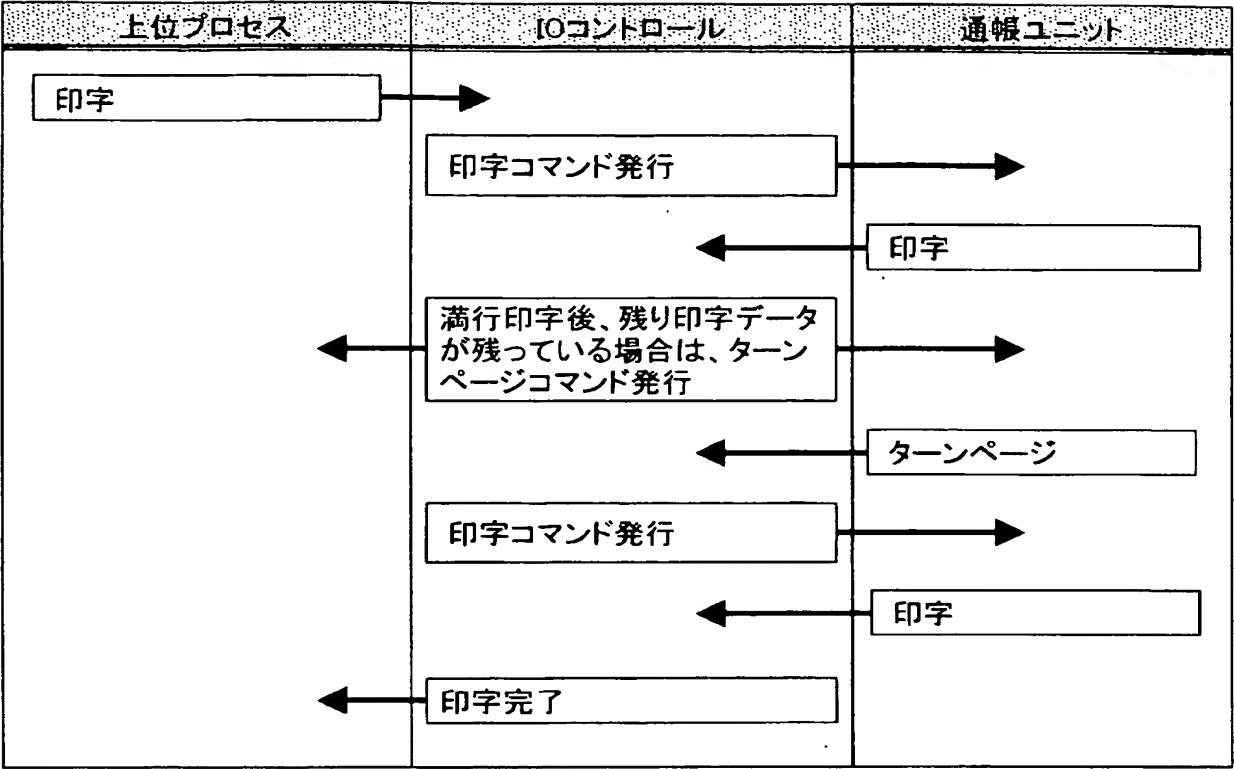 上位プロセス
IOコントロール
通帳ユニット
印字
印字コマンド発行
印字
満行印字後、残り印字データ
が残っている場合は、ターン
ページコマンド発行
ターンページ
印字コマンド発行
印字
印字完了